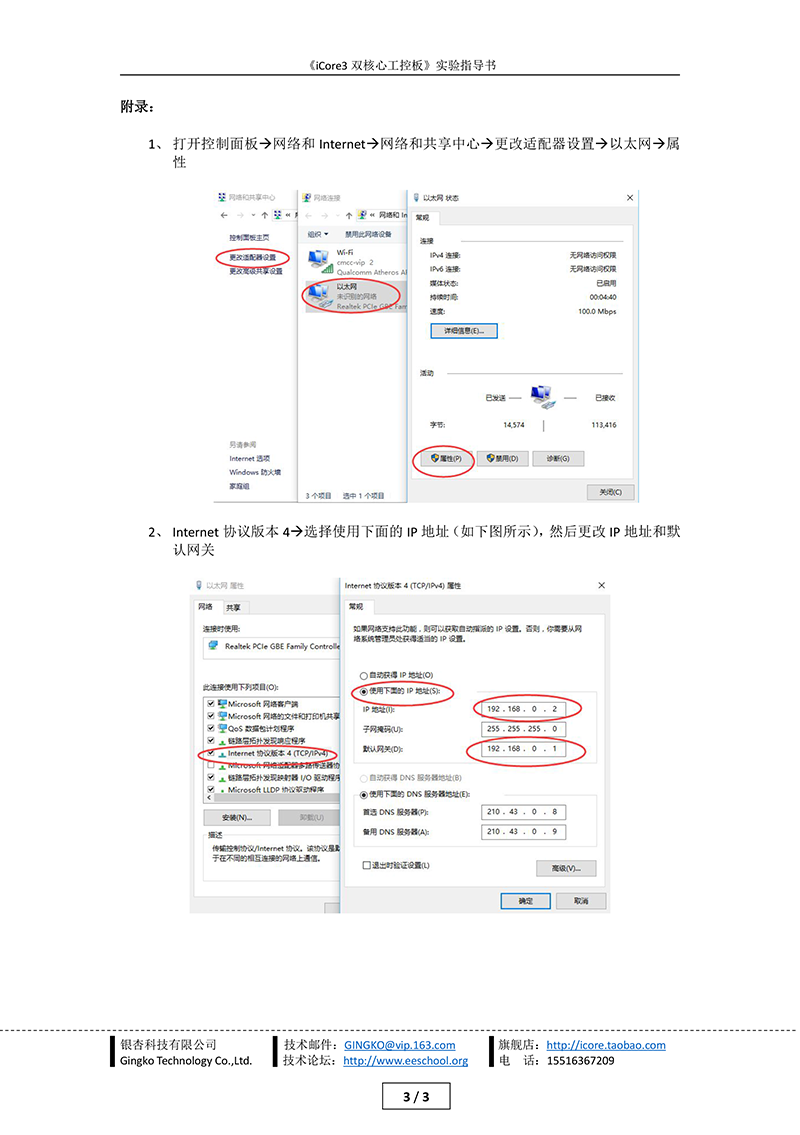 《iCore3 双核心工控板》实验指导书
附录：
1、 打开控制面板→网络和 Internet→网络和共享中心→更改适配器设置→以太网→属
性
网络和共享中心
控制面板主页
更改适配器设置
更改高级共享设置
另请参阅
Internet 选项
Windows 防火墙
家庭组
网络连接
« 网络和 In
组织 禁用此网络设备
Wi-Fi
cmcc-vip 2
Qualcomm Atheros AR
以太网
未识别的网络
Realtek PCIe GBE Fam
3 个项目 选中 1 个项目
以太网 状态
常规
连接
IPv4 连接: 无网络访问权限
IPv6 连接: 无网络访问权限
媒体状态: 已启用
持续时间: 00:04:40
速度: 100.0 Mbps
详细信息(E)...
活动
已发送 已接收
字节: 14,574 113,416
属性(P) 禁用(D) 诊断(G)
关闭(C)
2、 Internet 协议版本 4→选择使用下面的 IP 地址（如下图所示），然后更改 IP 地址和默
认网关
以太网 属性
网络 共享
连接时使用:
Realtek PCIe GBE Family Controlle
此连接使用下列项目(O):
Microsoft 网络客户端
Microsoft 网络的文件和打印机共享
QoS 数据包计划程序
链路层拓扑发现响应程序
Internet 协议版本 4 (TCP/IPv4)
Microsoft 网络适配器多路传送器协
链路层拓扑发现映射器 I/O 驱动程序
Microsoft LLDP 协议驱动程序
安装(N)... 卸载(U)
描述
传输控制协议/Internet 协议。该协议是默
于在不同的相互连接的网络上通信。
Internet 协议版本 4 (TCP/IPv4) 属性
常规
如果网络支持此功能，则可以获取自动指派的 IP 设置。否则，你需要从网
络系统管理员处获得适当的 IP 设置。
自动获得 IP 地址(O)
使用下面的 IP 地址(S):
IP 地址(I): 192 . 168 . 0 . 2
子网掩码(U): 255 . 255 . 255 . 0
默认网关(D): 192 . 168 . 0 . 1
自动获得 DNS 服务器地址(B)
使用下面的 DNS 服务器地址(E):
首选 DNS 服务器(P): 210 . 43 . 0 . 8
备用 DNS 服务器(A): 210 . 43 . 0 . 9
退出时验证设置(L)
高级(V)...
确定 取消
银杏科技有限公司 技术邮件：GINGKO@vip.163.com 旗舰店：http://icore.taobao.com
Gingko Technology Co.,Ltd. 技术论坛：http://www.eeschool.org 电 话：15516367209
3 / 3